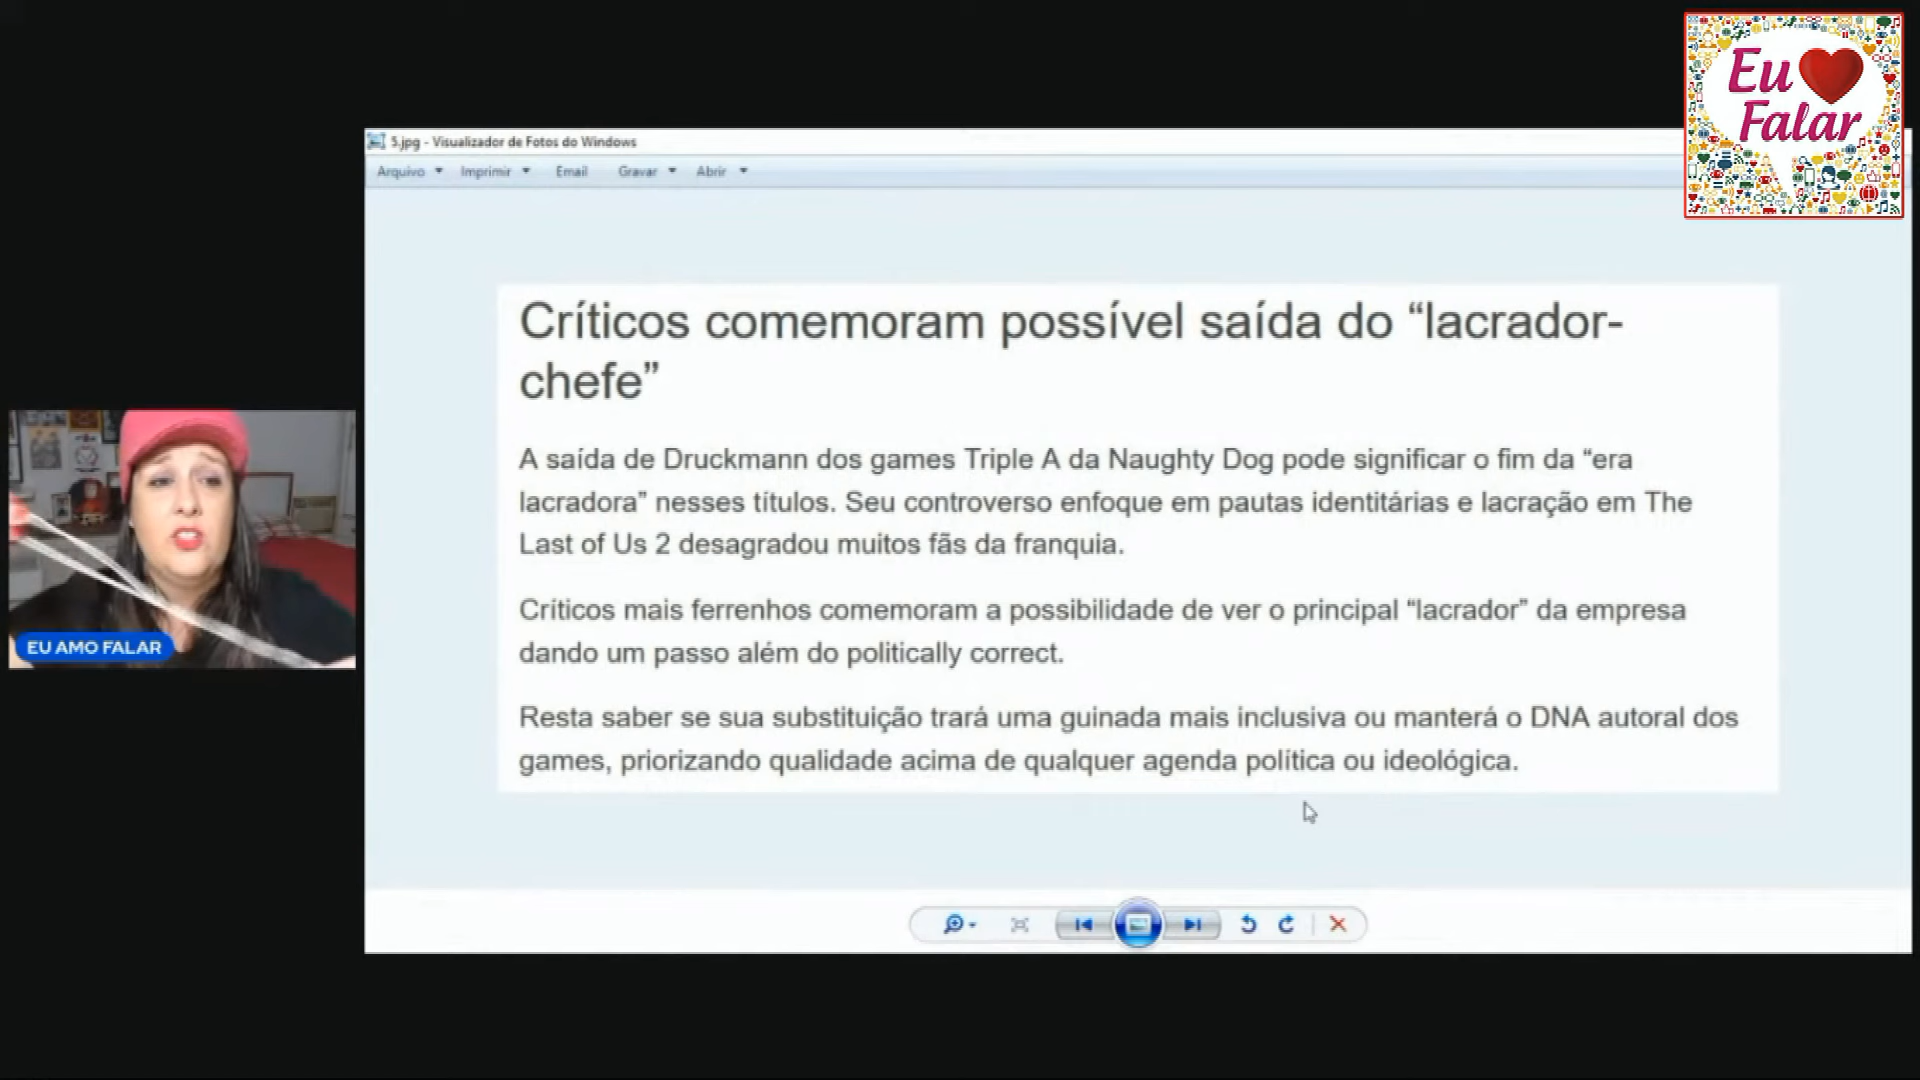 Eu
Falar
5.jpg - Visualizador de Fotos do Windows
Arquivo Imprimir Email Gravar Abrir
Críticos comemoram possível saída do “lacrador-
chefe”
A saída de Druckmann dos games Triple A da Naughty Dog pode significar o fim da “era
lacradora” nesses títulos. Seu controverso enfoque em pautas identitárias e lacração em The
Last of Us 2 desagradou muitos fãs da franquia.
Críticos mais ferrenhos comemoram a possibilidade de ver o principal “lacrador” da empresa
dando um passo além do politically correct.
Resta saber se sua substituição trará uma guinada mais inclusiva ou manterá o DNA autoral dos
games, priorizando qualidade acima de qualquer agenda política ou ideológica.
EU AMO FALAR